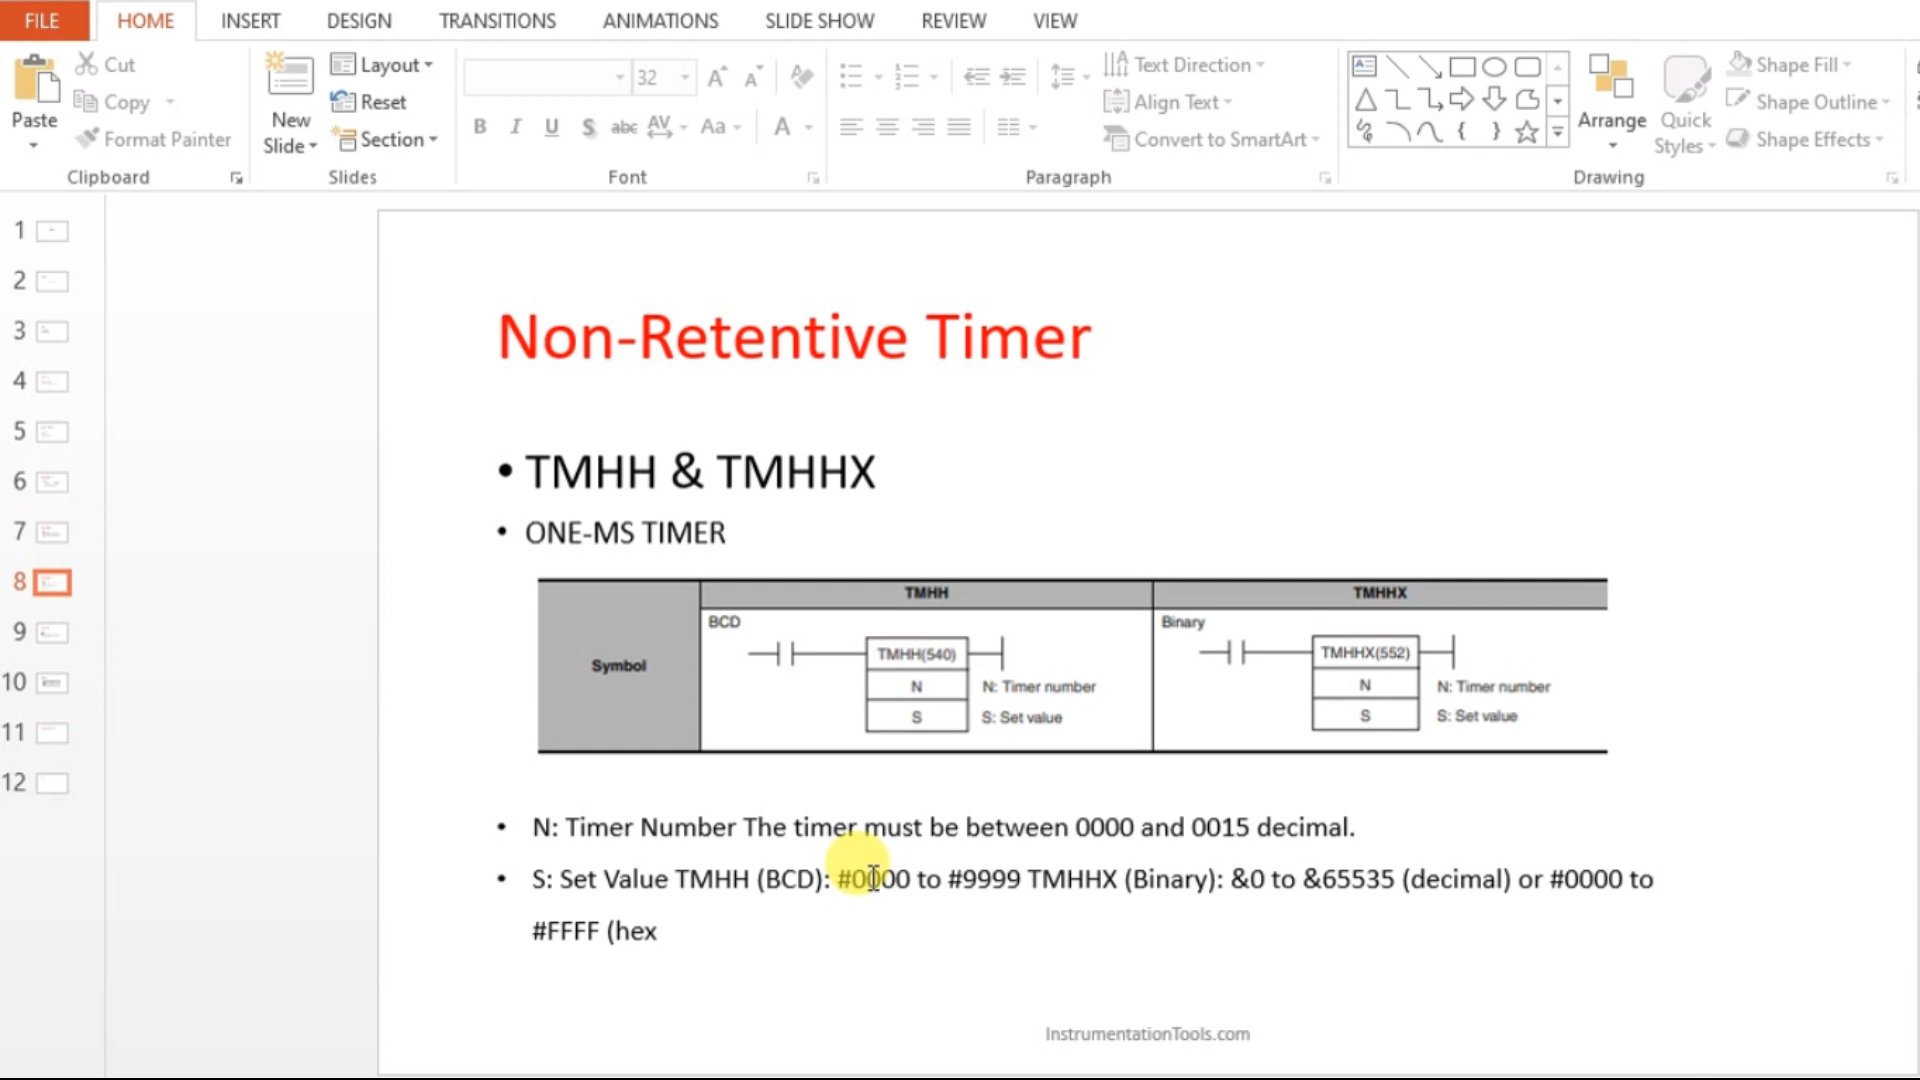 FILE HOME INSERT DESIGN TRANSITIONS ANIMATIONS SLIDE SHOW REVIEW VIEW
Paste
Cut
Copy
Format Painter
Clipboard
New
Slide
Layout
Reset
Section
Slides
32
B I U S abc AV Aa A
Font
Text Direction
Align Text
Convert to SmartArt
Paragraph
Arrange
Quick
Styles
Shape Fill
Shape Outline
Shape Effects
Drawing
1
2
3
4
5
6
7
8
9
10
11
12
Non-Retentive Timer
• TMHH & TMHHX
• ONE-MS TIMER
TMHH TMHHX
Symbol
BCD
TMHH(540)
N N: Timer number
S S: Set value
Binary
TMHHX(552)
N N: Timer number
S S: Set value
• N: Timer Number The timer must be between 0000 and 0015 decimal.
• S: Set Value TMHH (BCD): #0000 to #9999 TMHHX (Binary): &0 to &65535 (decimal) or #0000 to
#FFFF (hex
InstrumentationTools.com